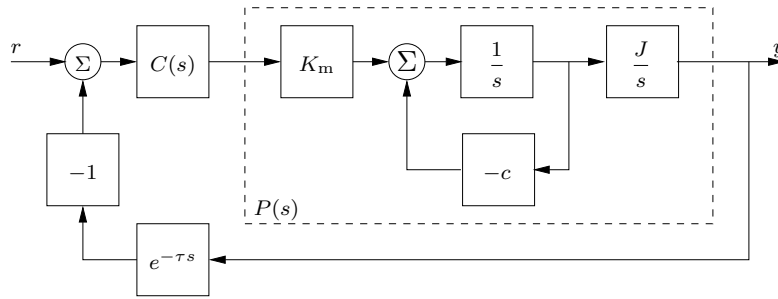 r
Σ
C(s)
K_m
Σ
1/s
J/s
y
-1
-c
P(s)
e^{-τs}